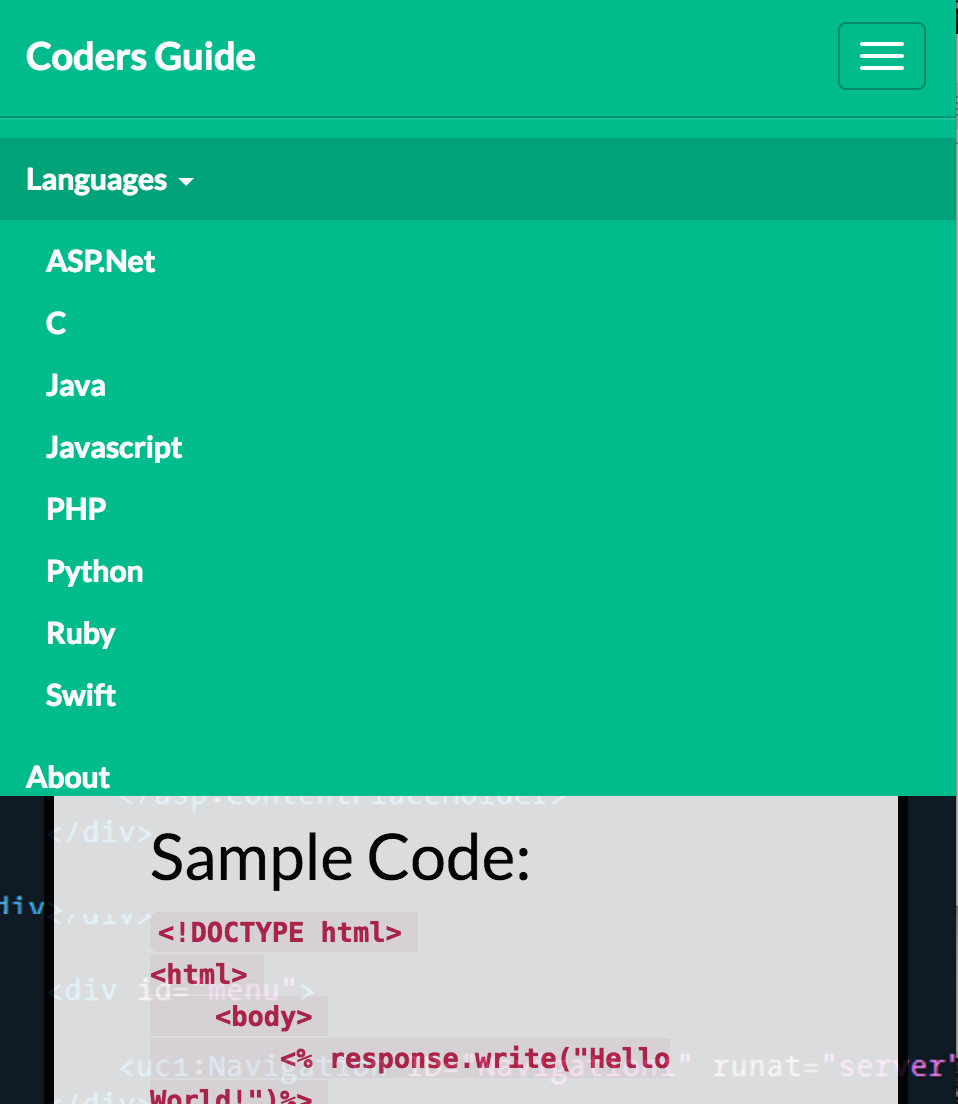 Coders Guide
Languages
ASP.Net
C
Java
Javascript
PHP
Python
Ruby
Swift
About
</asp:ContentPlaceHolder>
</div>
Sample Code:
div></div>
<!DOCTYPE html>
<html>
<div id="menu">
<body>
<% response.write("Hello
<uc1:Navigation ID="Navigation1" runat="server"
World!")%>
</div>